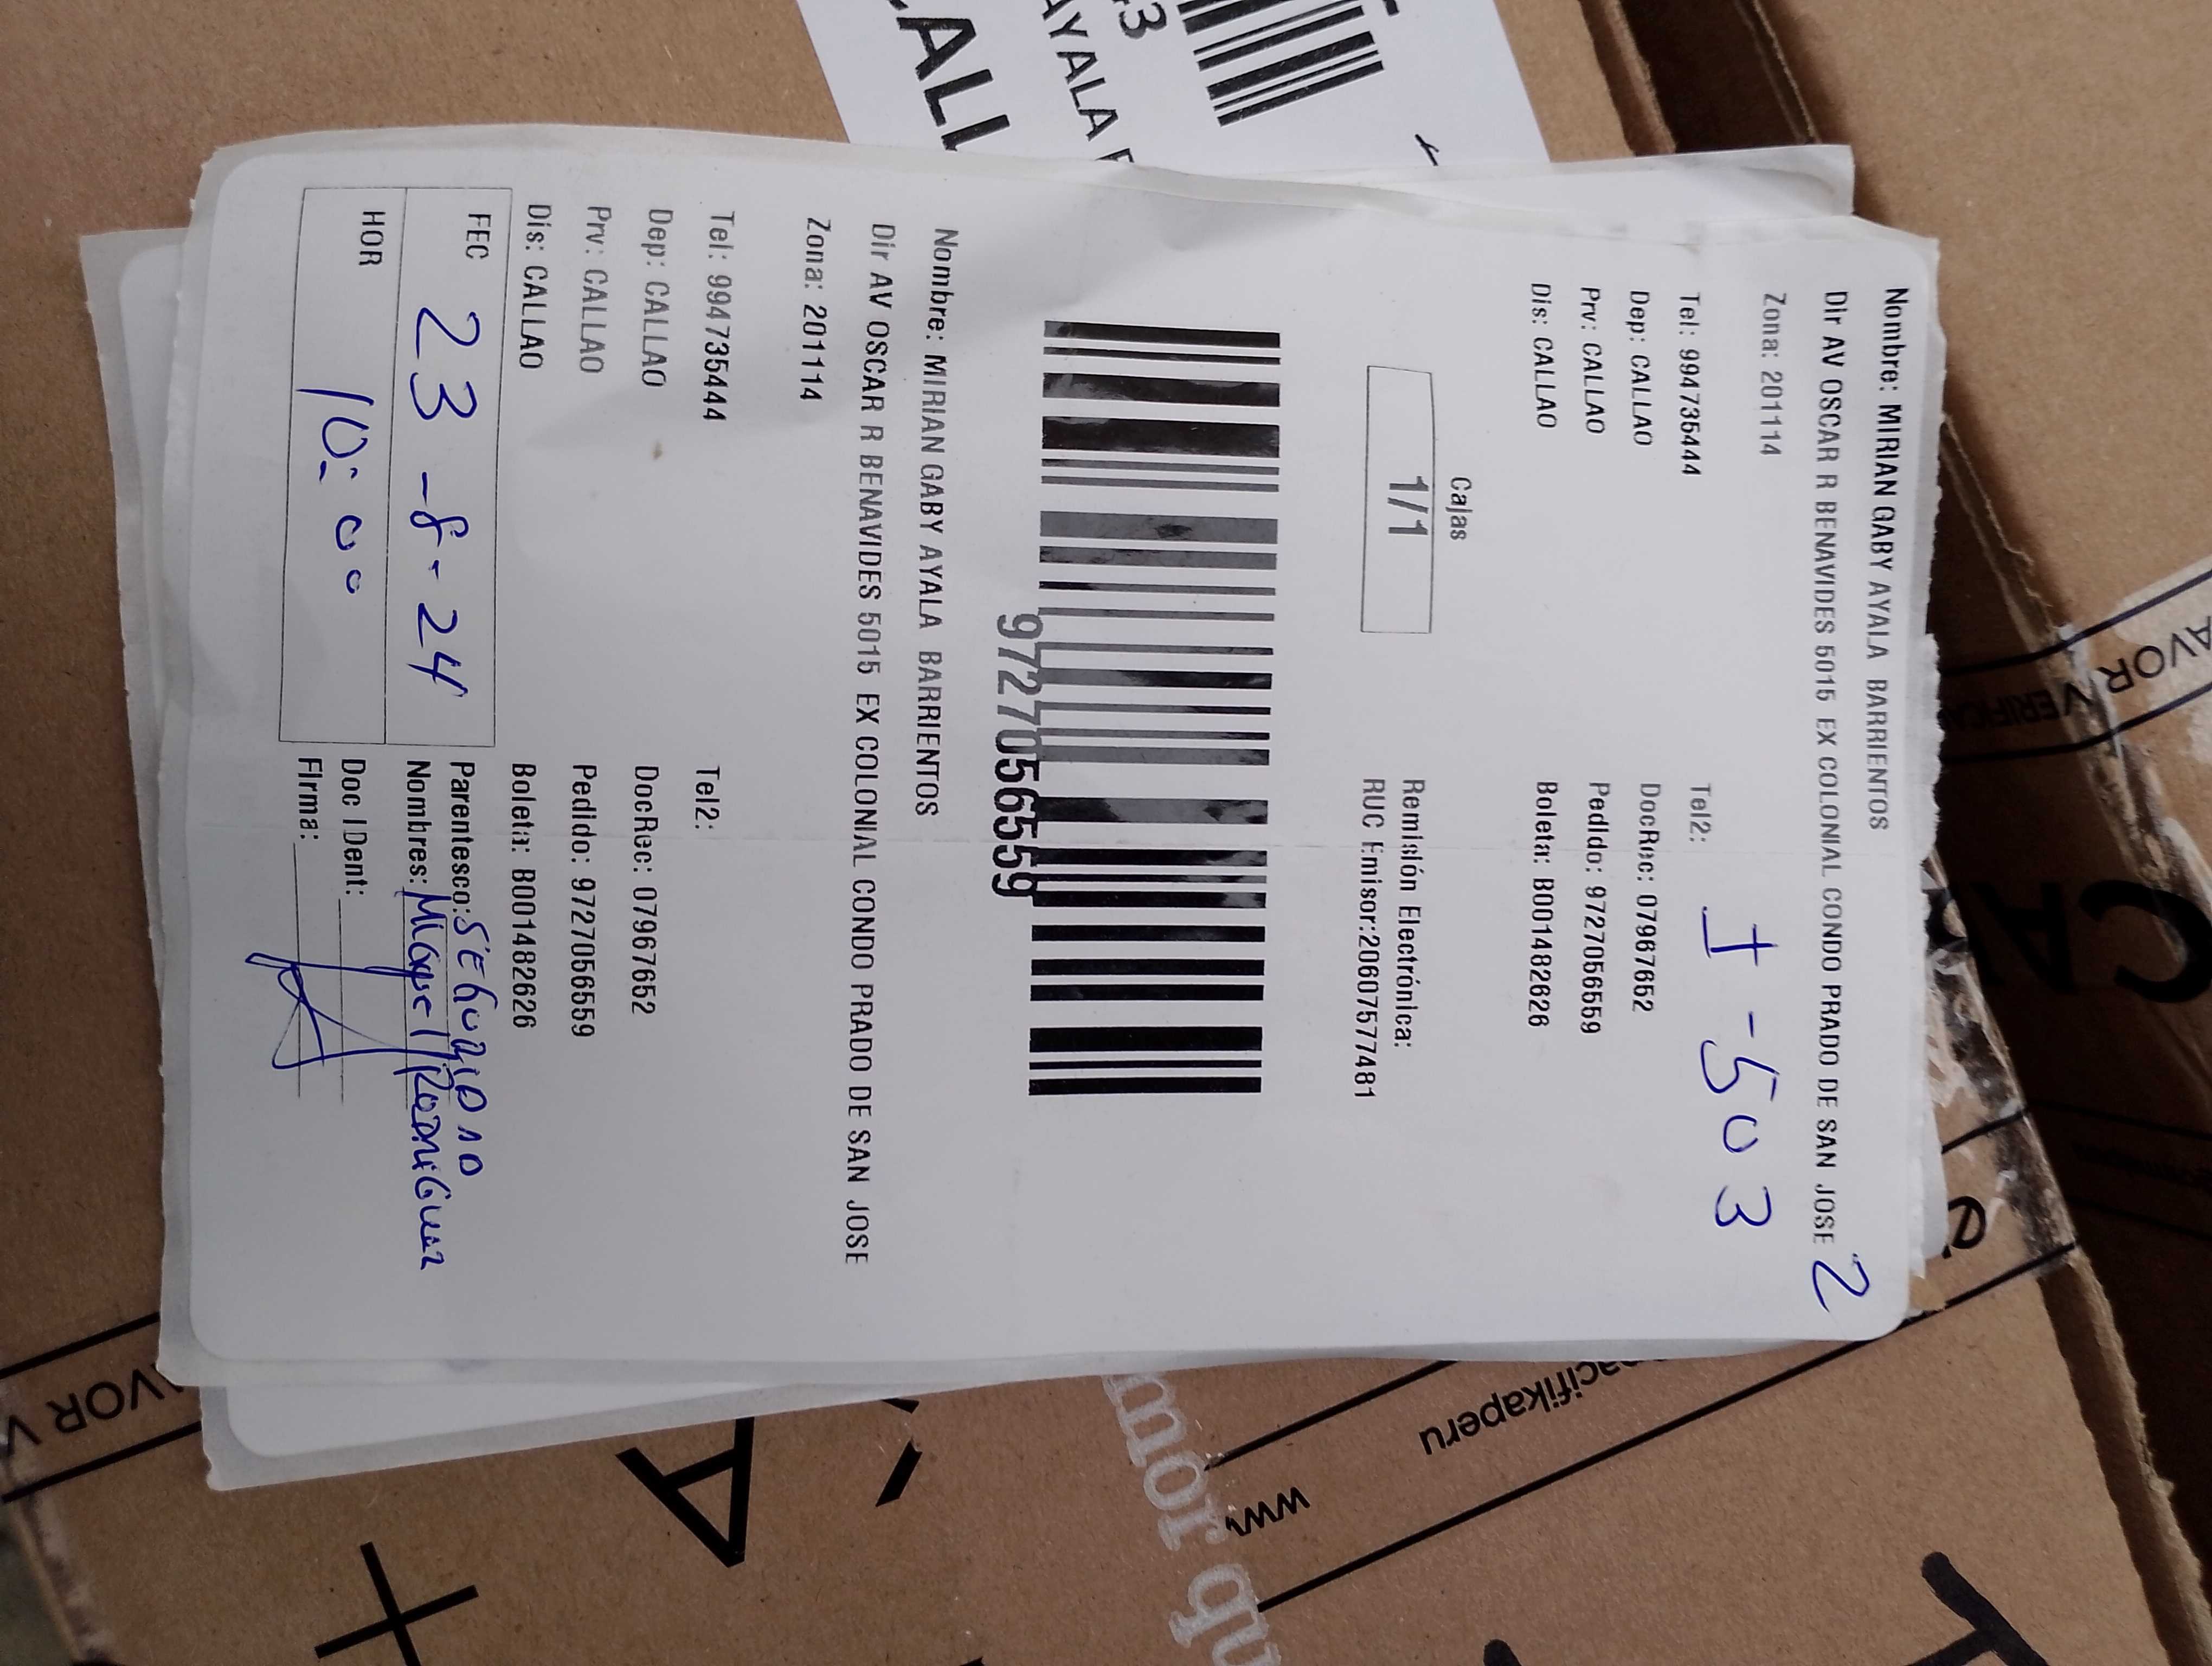 Nombre: MIRIAN GABY AYALA BARRIENTOS
Dir AV OSCAR R BENAVIDES 5015 EX COLONIAL CONDO PRADO DE SAN JOSE 2
Zona: 201114
I - 503
Tel: 994735444 Tel2:
Dep: CALLAO DocRec: 07967652
Prv: CALLAO Pedido: 9727056559
Dis: CALLAO Boleta: B001482626
Cajas
1/1
Remisión Electrónica:
RUC Emisor:20607577481
9727056559
Nombre: MIRIAN GABY AYALA BARRIENTOS
Dir AV OSCAR R BENAVIDES 5015 EX COLONIAL CONDO PRADO DE SAN JOSE
Zona: 201114
Tel: 994735444 Tel2:
Dep: CALLAO DocRec: 07967652
Prv: CALLAO Pedido: 9727056559
Dis: CALLAO Boleta: B001482626
FEC 23-8-24 Parentesco: SEGURIDAD
Nombres: Miguel Rodriguez
HOR 10:00 Doc IDent:
Firma:
AYALA
AVOR
pacifikaperu
www
mor qu